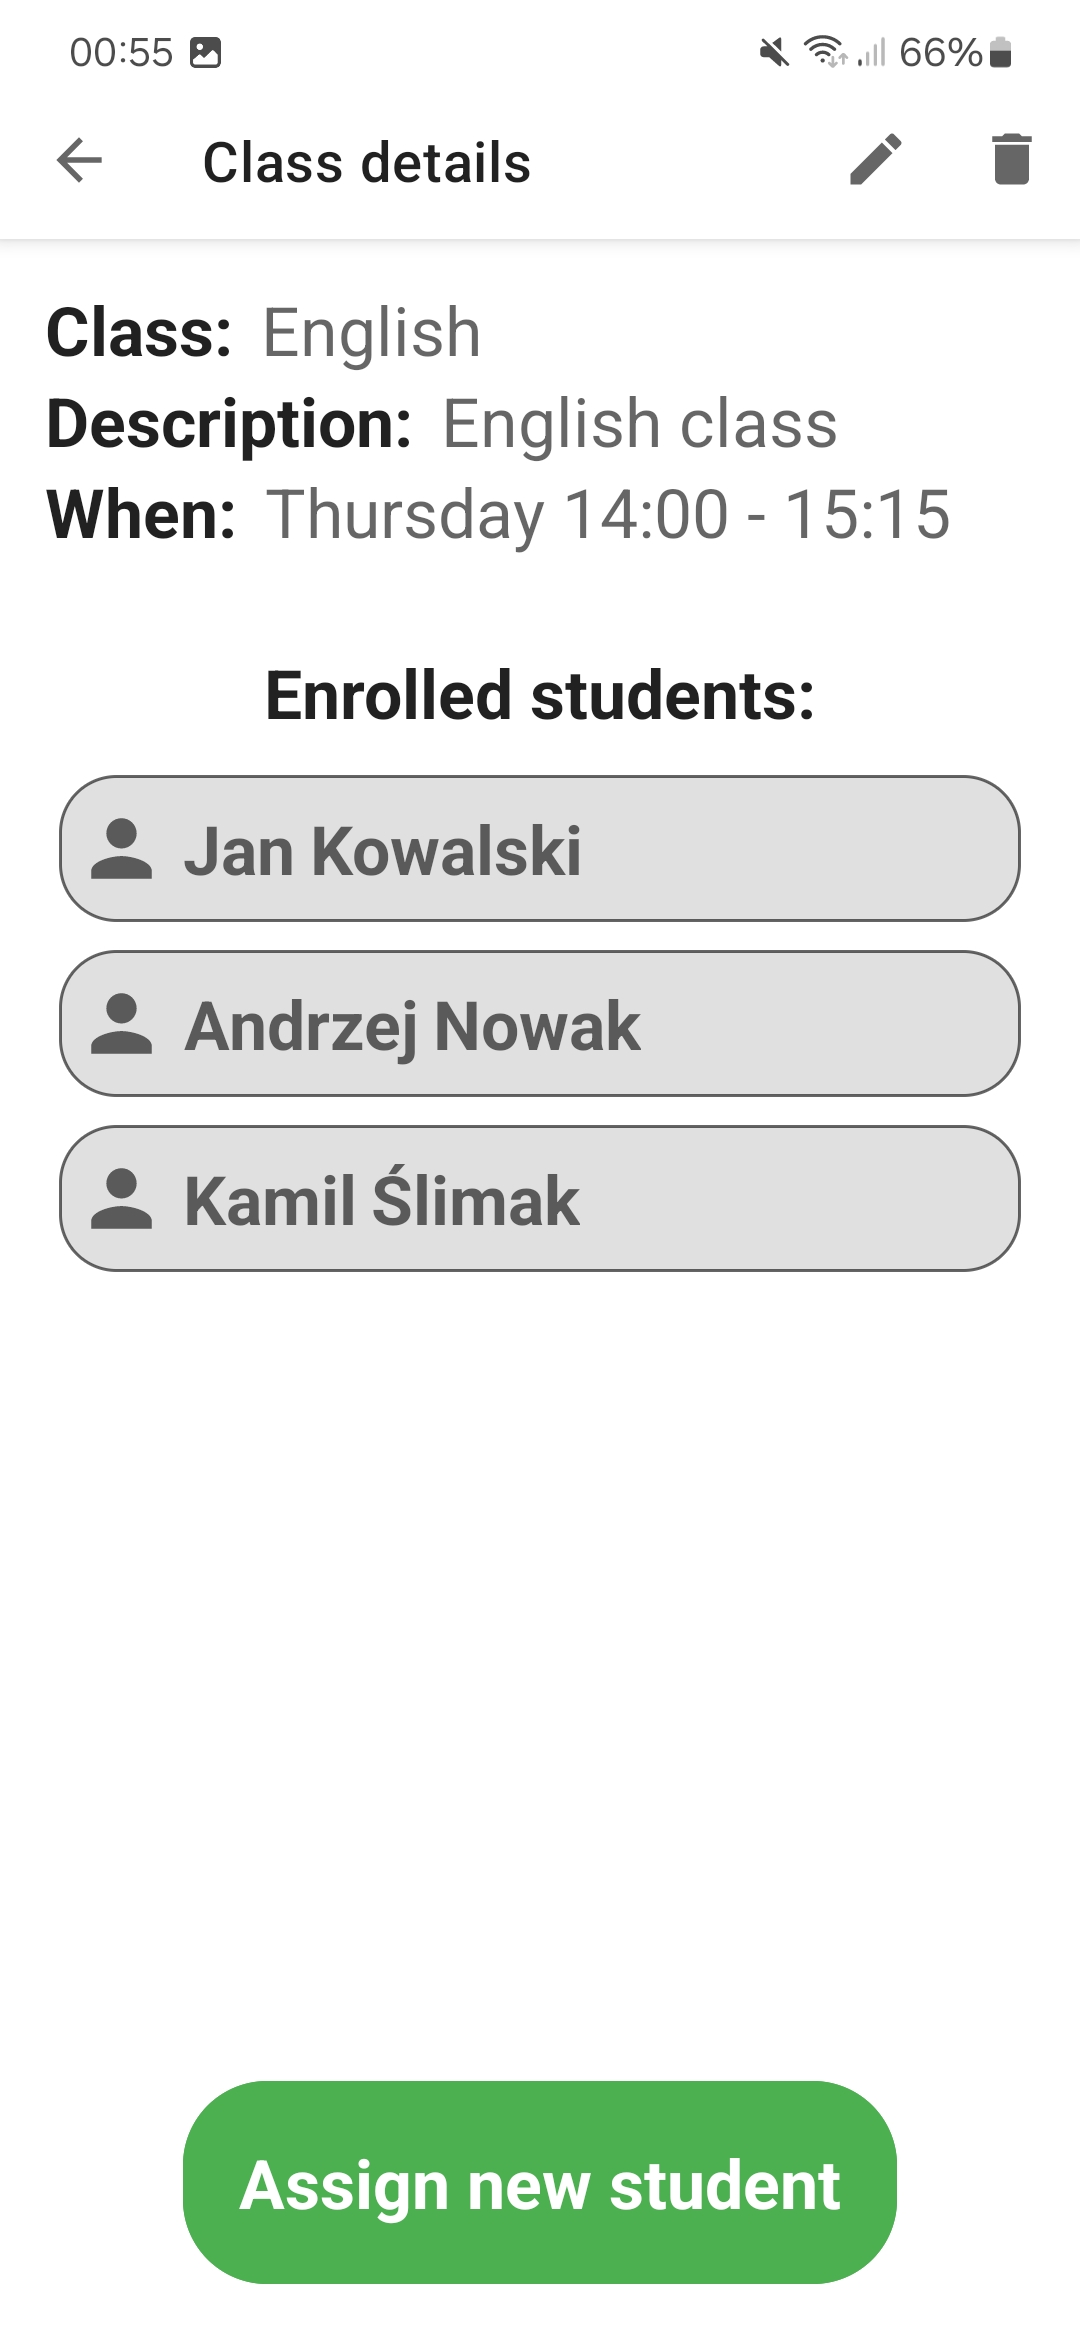 00:55 66%
Class details
Class: English
Description: English class
When: Thursday 14:00 - 15:15
Enrolled students:
Jan Kowalski
Andrzej Nowak
Kamil Ślimak
Assign new student